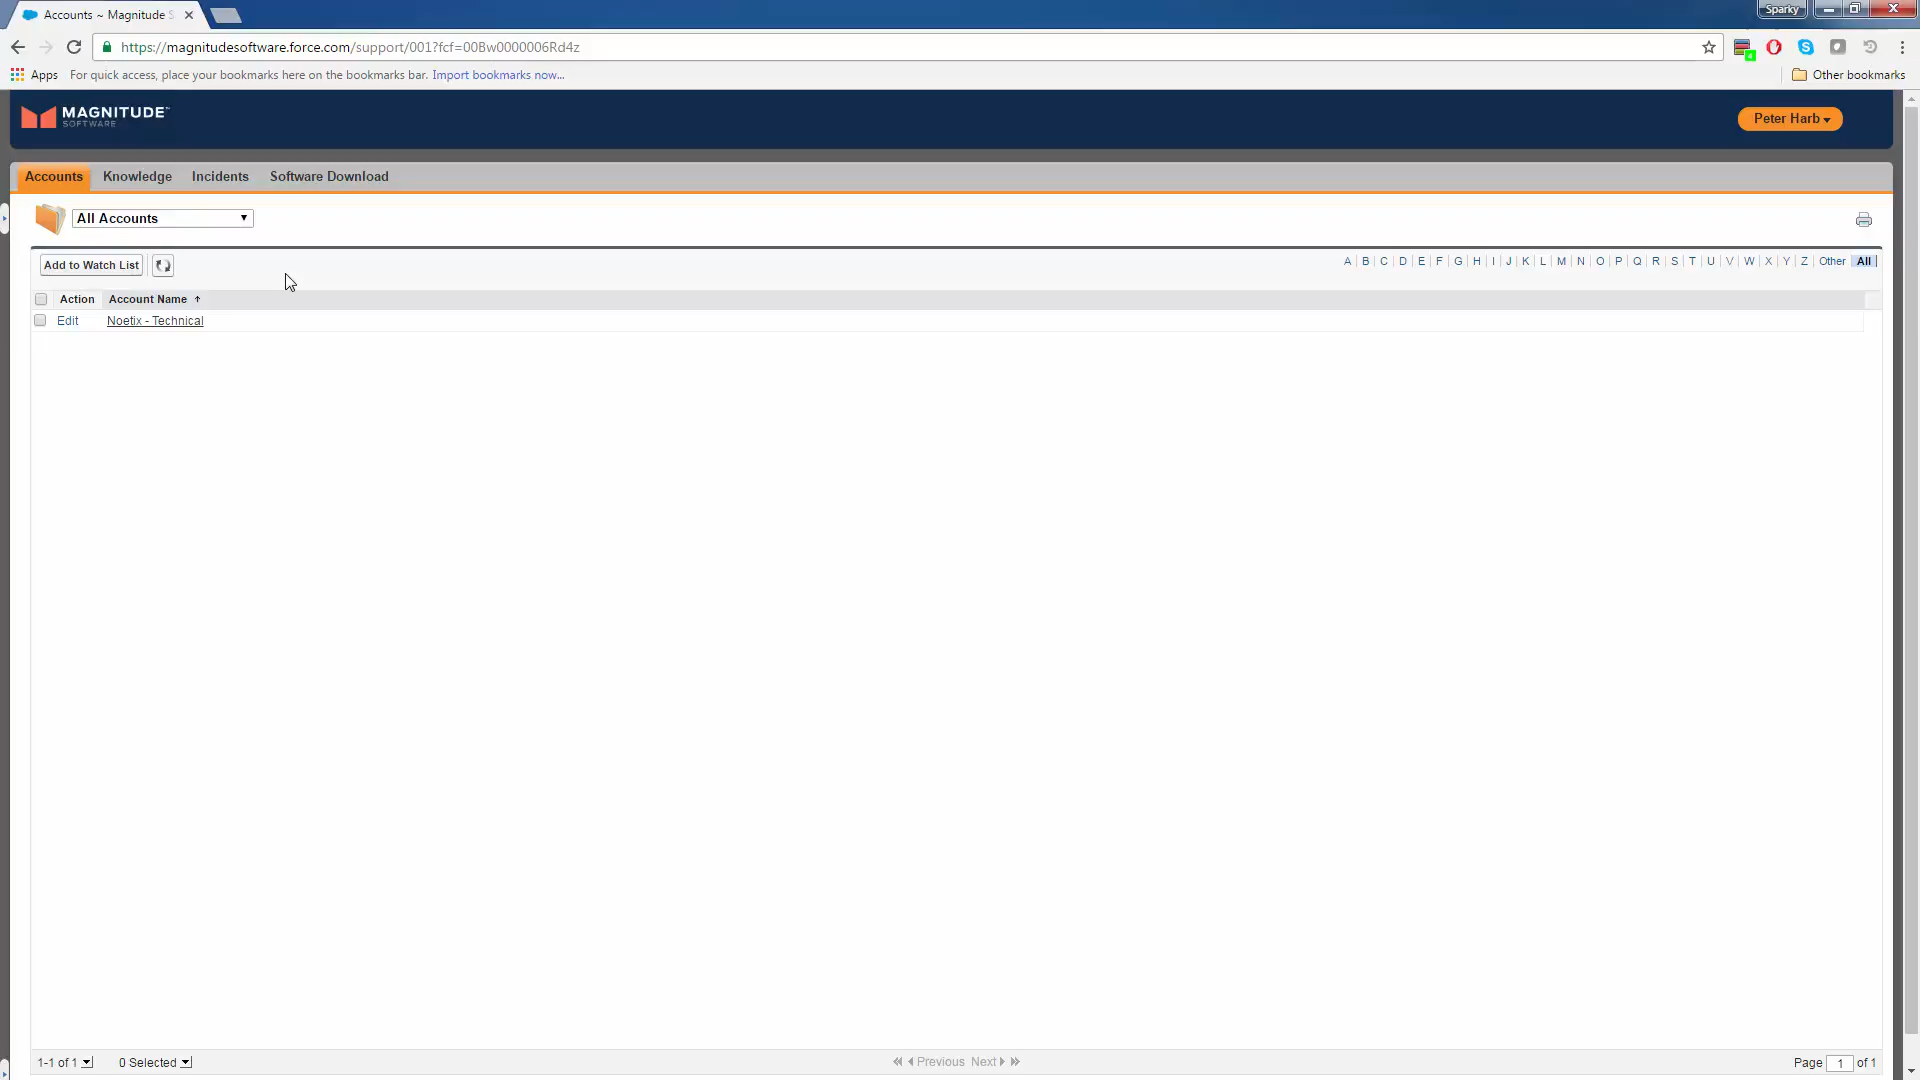 Accounts ~ Magnitude S
Sparky
https://magnitudesoftware.force.com/support/001?fcf=00Bw0000006Rd4z
4
Apps For quick access, place your bookmarks here on the bookmarks bar. Import bookmarks now... Other bookmarks
MAGNITUDE™
SOFTWARE
Peter Harb
Accounts Knowledge Incidents Software Download
All Accounts
Add to Watch List
A | B | C | D | E | F | G | H | I | J | K | L | M | N | O | P | Q | R | S | T | U | V | W | X | Y | Z | Other | All
Action Account Name
Edit Noetix - Technical
1-1 of 1 0 Selected Previous Next Page 1 of 1